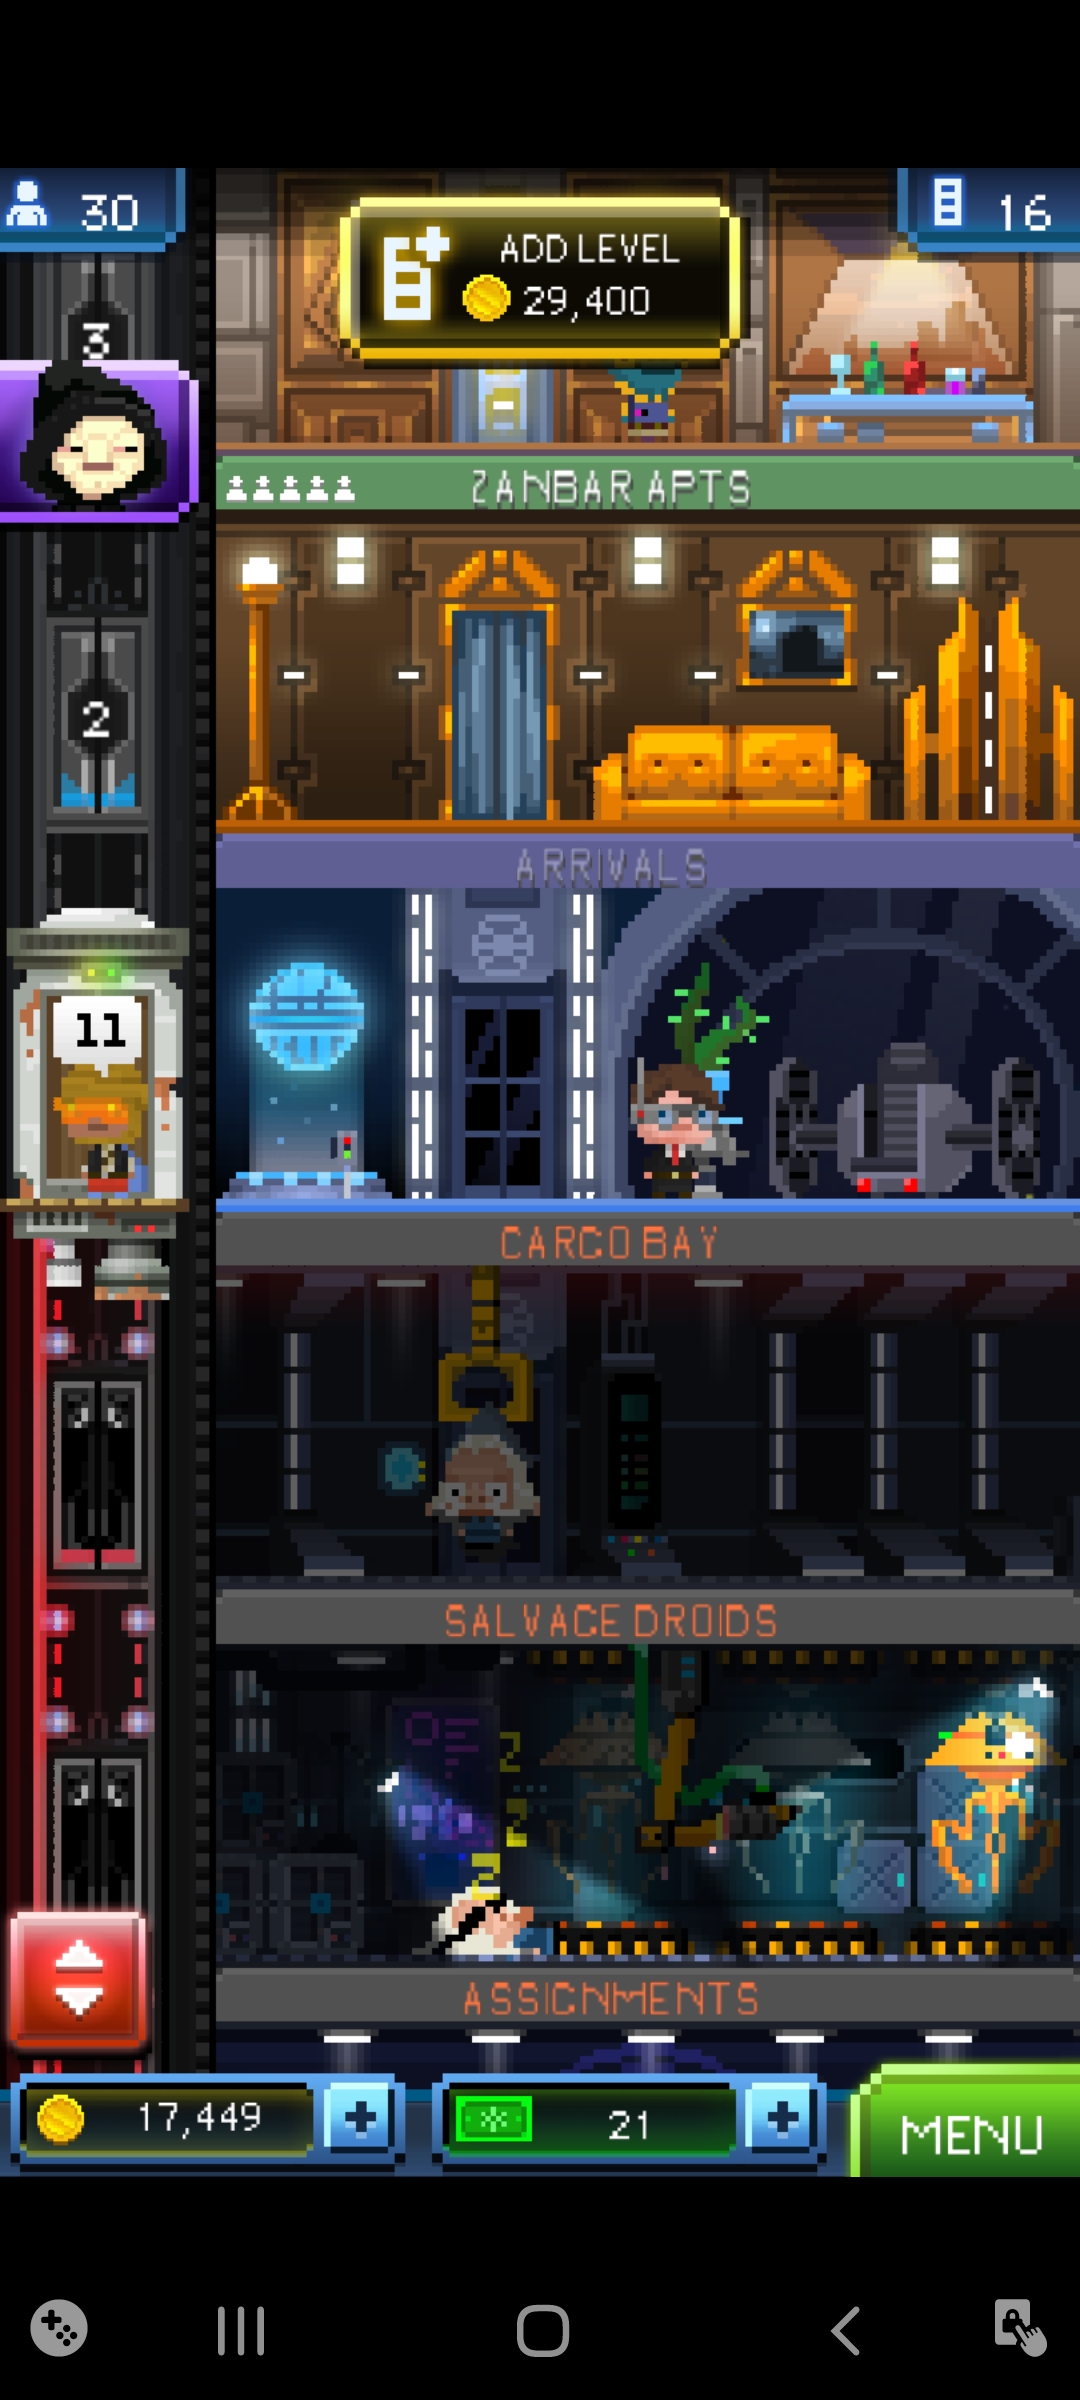 30
16
ADD LEVEL
29,400
3
ZANBAR APTS
2
ARRIVALS
11
CARGO BAY
SALVAGE DROIDS
ASSIGNMENTS
17,449
21
MENU